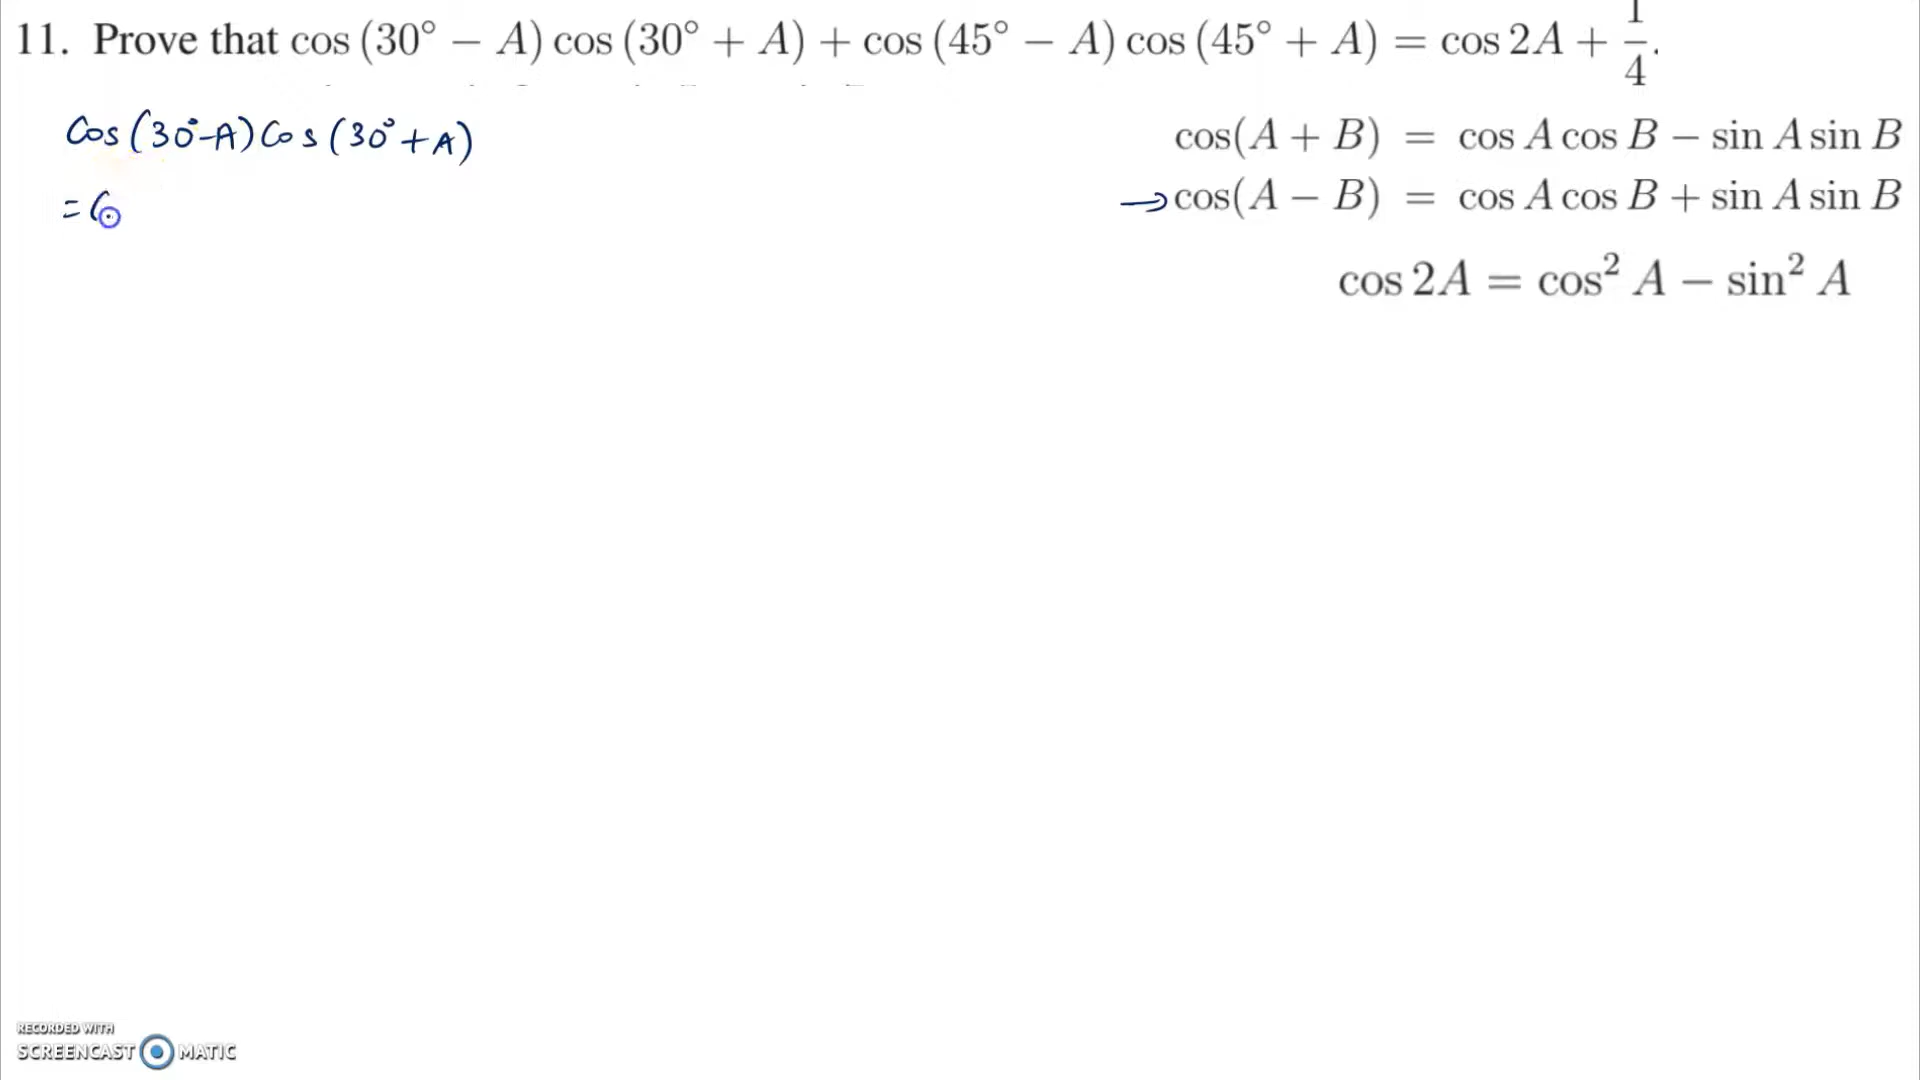 11. Prove that cos (30° − A) cos (30° + A) + cos (45° − A) cos (45° + A) = cos 2A + 1/4.
Cos(30°-A)Cos(30°+A)
= Co
cos(A + B) = cos A cos B − sin A sin B
→cos(A − B) = cos A cos B + sin A sin B
cos 2A = cos² A − sin² A
RECORDED WITH
SCREENCAST MATIC